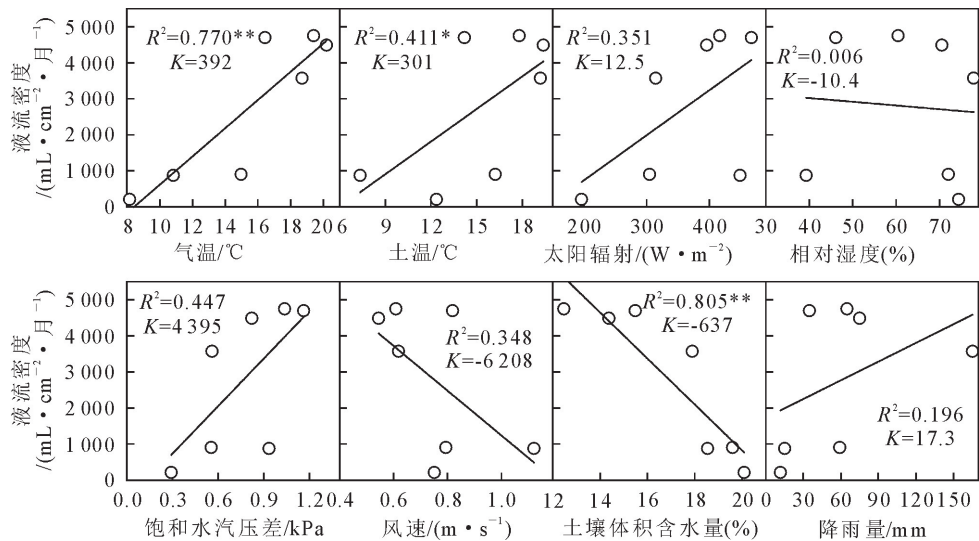 液流密度
/(mL•cm⁻²•月⁻¹)
5 000
4 000
3 000
2 000
1 000
0
R²=0.770**
K=392
R²=0.411*
K=301
R²=0.351
K=12.5
R²=0.006
K=-10.4
8 10 12 14 16 18 20 6 9 12 15 18 200 300 400 30 40 50 60 70
气温/℃ 土温/℃ 太阳辐射/(W•m⁻²) 相对湿度(%)
液流密度
/(mL•cm⁻²•月⁻¹)
5 000
4 000
3 000
2 000
1 000
0
R²=0.447
K=4 395
R²=0.348
K=-6 208
R²=0.805**
K=-637
R²=0.196
K=17.3
0.0 0.3 0.6 0.9 1.2 0.4 0.6 0.8 1.0 12 14 16 18 20 0 30 60 90 150
饱和水汽压差/kPa 风速/(m•s⁻¹) 土壤体积含水量(%) 降雨量/mm